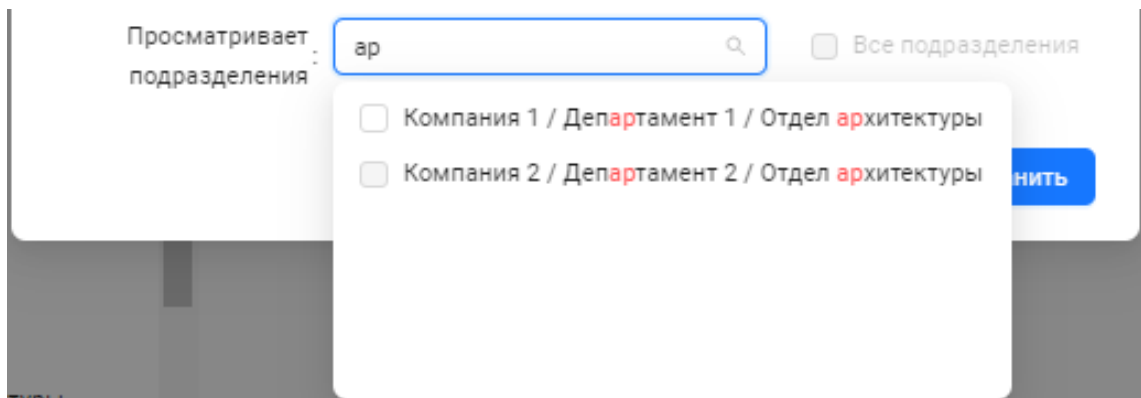 Просматривает
подразделения
:
ар
Все подразделения
Компания 1 / Департамент 1 / Отдел архитектуры
Компания 2 / Департамент 2 / Отдел архитектуры
нить